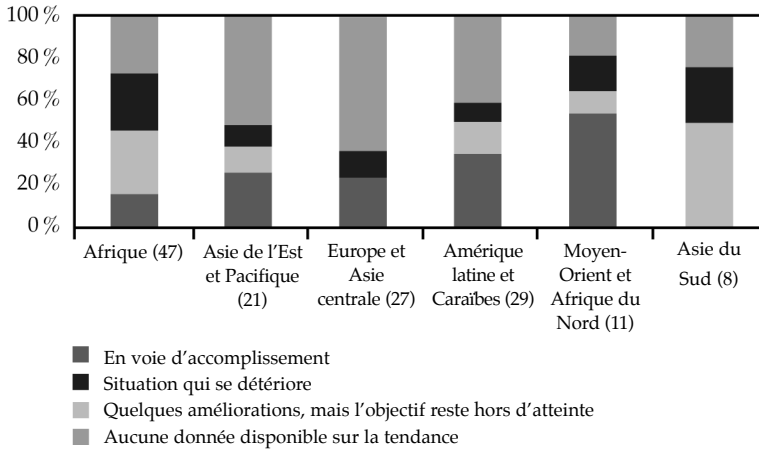 100 %
80 %
60 %
40 %
20 %
0 %
Afrique (47)
Asie de l'Est
et Pacifique
(21)
Europe et
Asie
centrale (27)
Amérique
latine et
Caraïbes (29)
Moyen-
Orient et
Afrique du
Nord (11)
Asie du
Sud (8)
En voie d'accomplissement
Situation qui se détériore
Quelques améliorations, mais l'objectif reste hors d'atteinte
Aucune donnée disponible sur la tendance